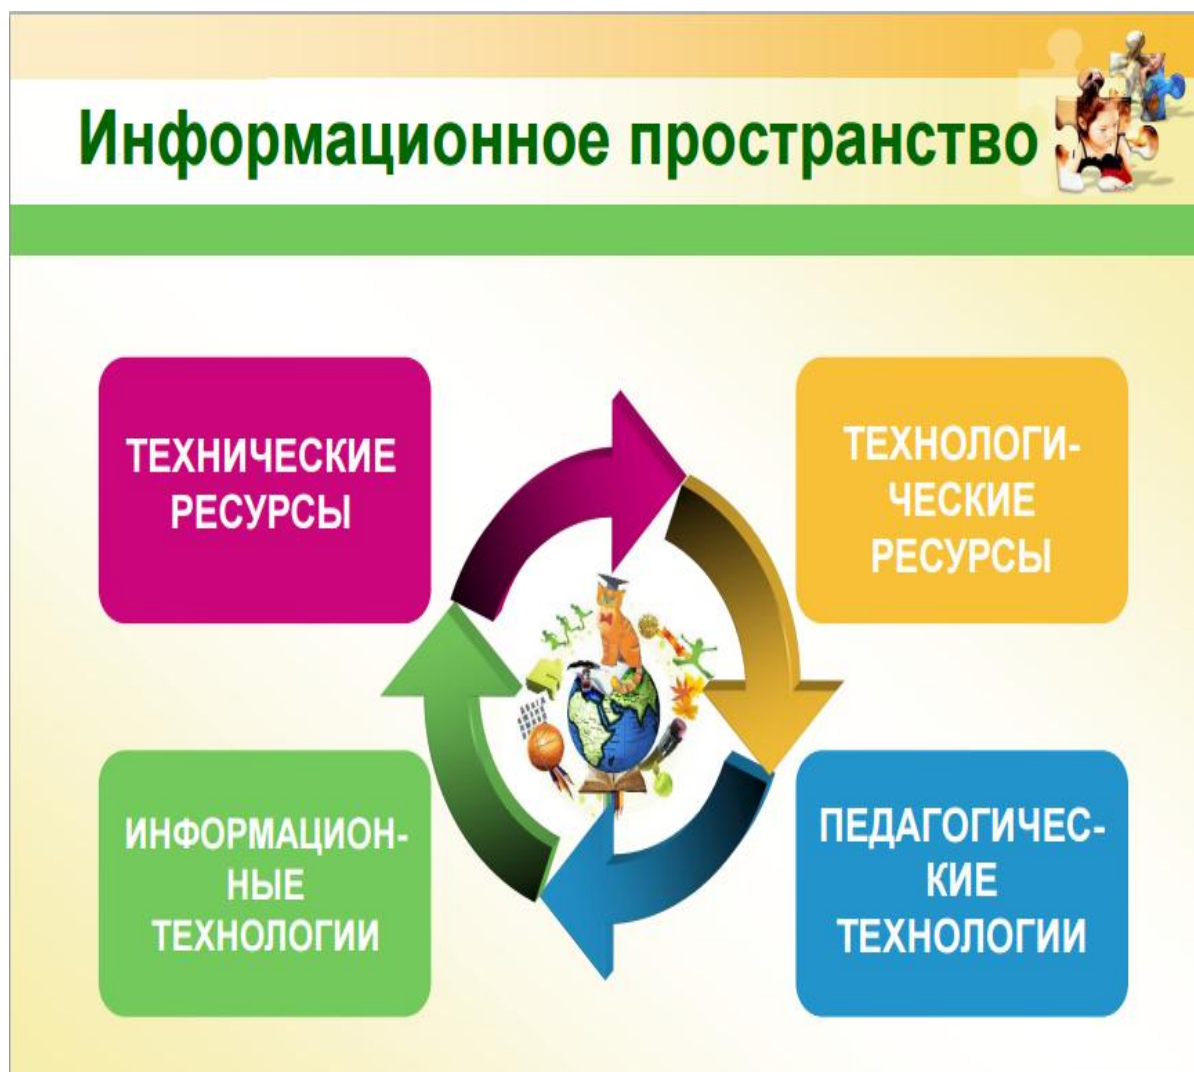 Информационное пространство
ТЕХНИЧЕСКИЕ
РЕСУРСЫ
ТЕХНОЛОГИ-
ЧЕСКИЕ
РЕСУРСЫ
ИНФОРМАЦИОН-
НЫЕ
ТЕХНОЛОГИИ
ПЕДАГОГИЧЕС-
КИЕ
ТЕХНОЛОГИИ